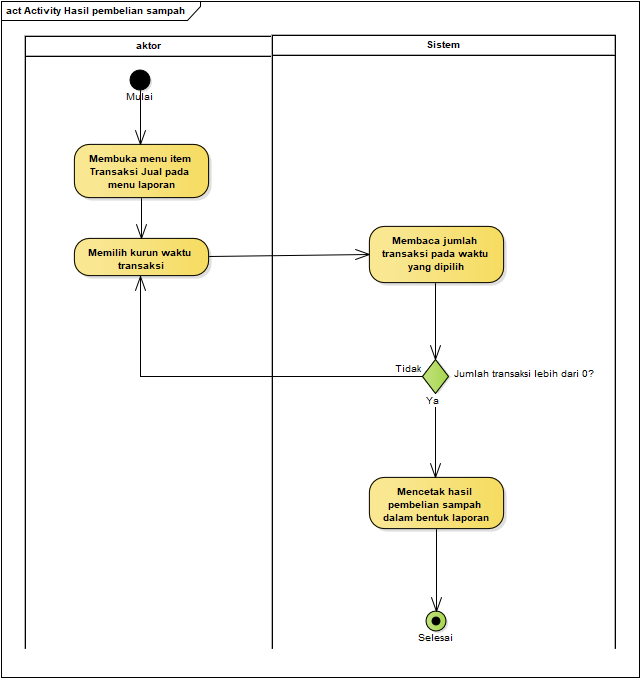 act Activity Hasil pembelian sampah
aktor
Sistem
Mulai
Membuka menu item
Transaksi Jual pada
menu laporan
Memilih kurun waktu
transaksi
Membaca jumlah
transaksi pada waktu
yang dipilih
Tidak
Jumlah transaksi lebih dari 0?
Ya
Mencetak hasil
pembelian sampah
dalam bentuk laporan
Selesai